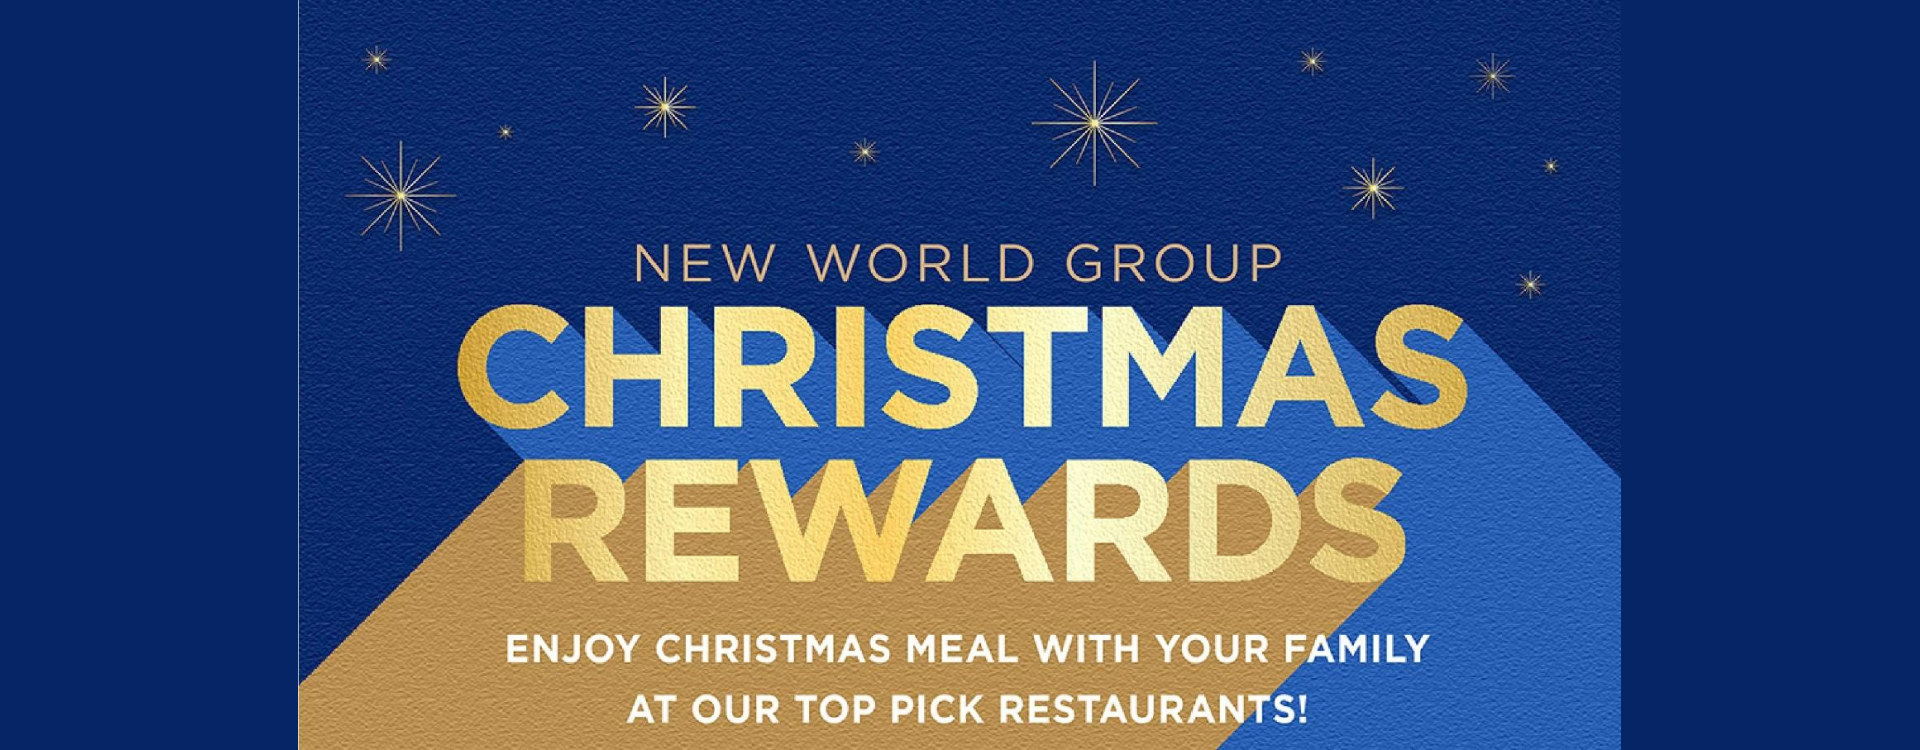 NEW WORLD GROUP
CHRISTMAS
REWARDS
ENJOY CHRISTMAS MEAL WITH YOUR FAMILY
AT OUR TOP PICK RESTAURANTS!